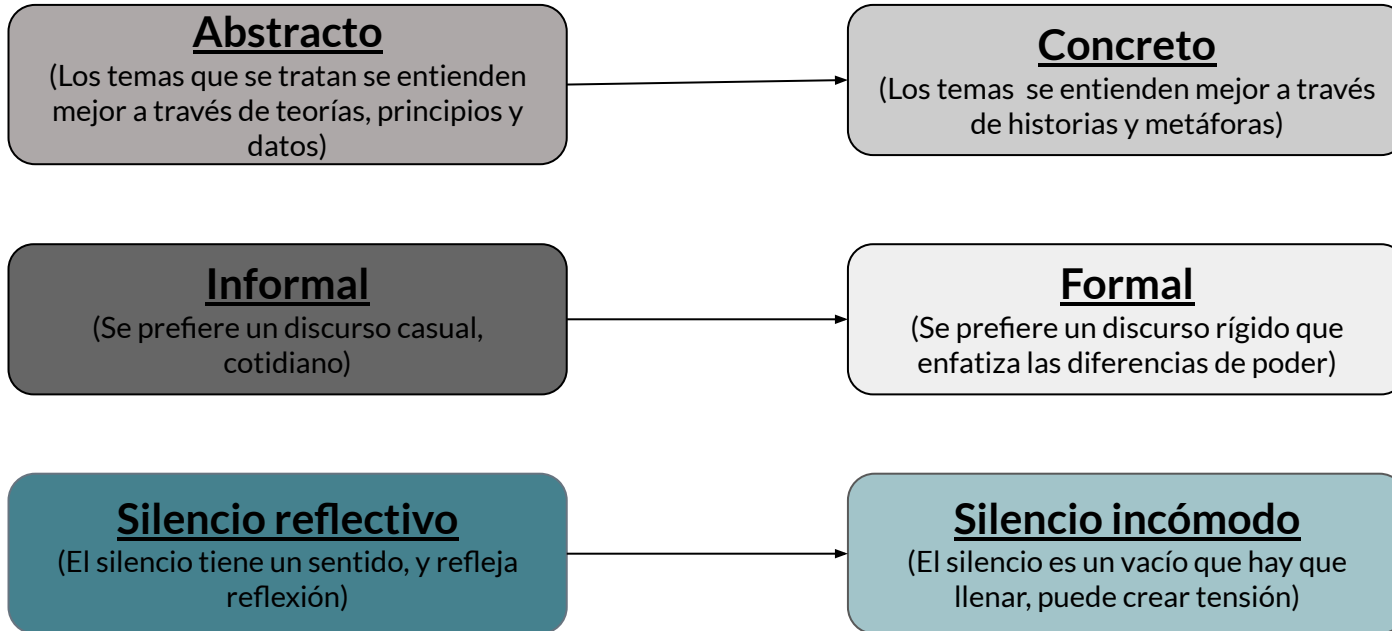 Abstracto
(Los temas que se tratan se entienden
mejor a través de teorías, principios y
datos)
Concreto
(Los temas  se entienden mejor a través
de historias y metáforas)
Informal
(Se prefiere un discurso casual,
cotidiano)
Formal
(Se prefiere un discurso rígido que
enfatiza las diferencias de poder)
Silencio reflectivo
(El silencio tiene un sentido, y refleja
reflexión)
Silencio incómodo
(El silencio es un vacío que hay que
llenar, puede crear tensión)